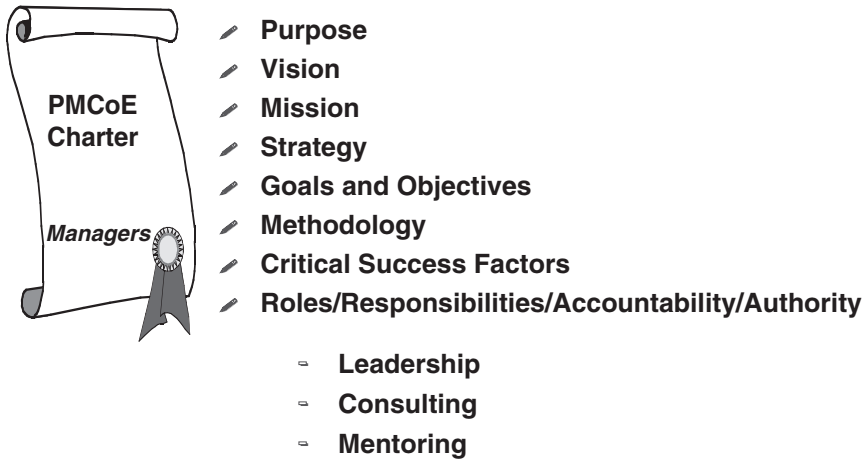 PMCoE
Charter
Managers
Purpose
Vision
Mission
Strategy
Goals and Objectives
Methodology
Critical Success Factors
Roles/Responsibilities/Accountability/Authority
Leadership
Consulting
Mentoring